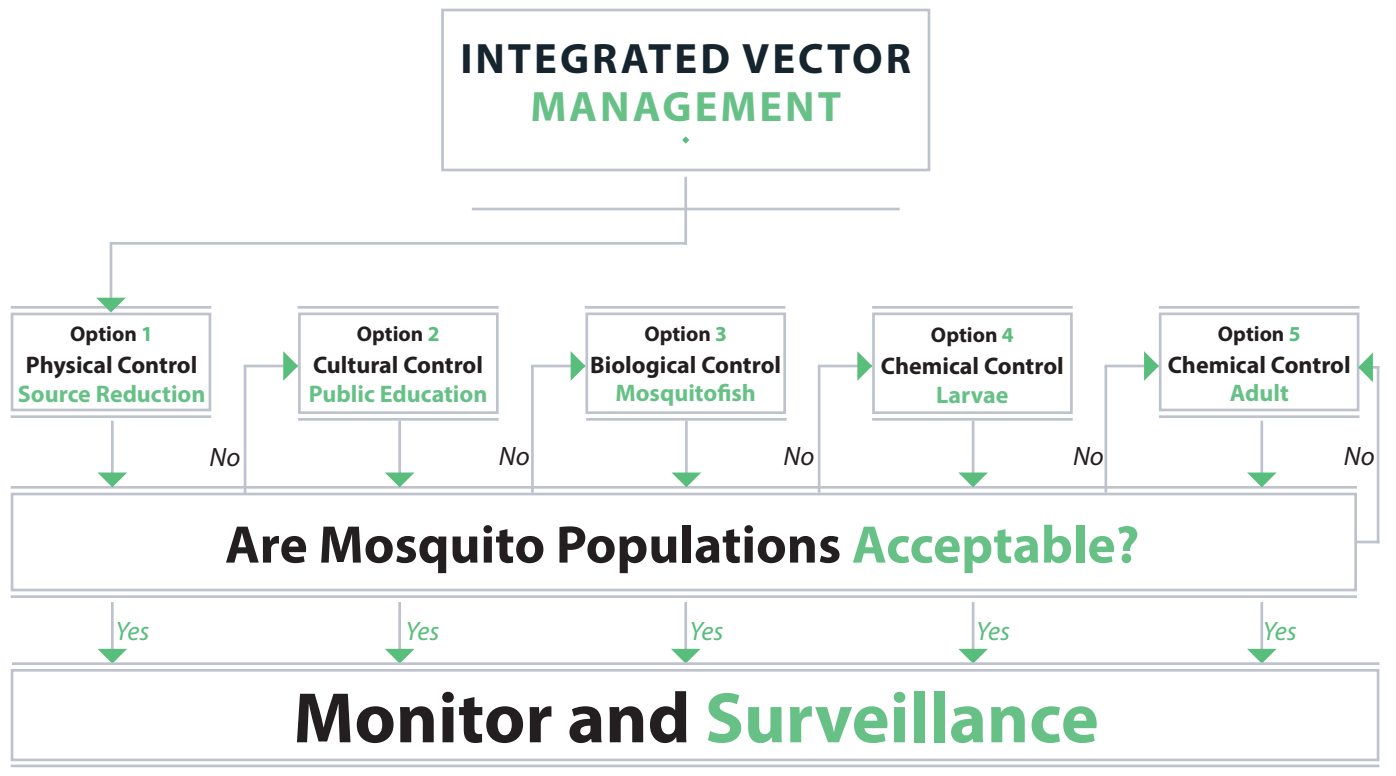 INTEGRATED VECTOR
MANAGEMENT
Option 1
Physical Control
Source Reduction
Option 2
Cultural Control
Public Education
Option 3
Biological Control
Mosquitofish
Option 4
Chemical Control
Larvae
Option 5
Chemical Control
Adult
No
No
No
No
No
Are Mosquito Populations Acceptable?
Yes
Yes
Yes
Yes
Yes
Monitor and Surveillance